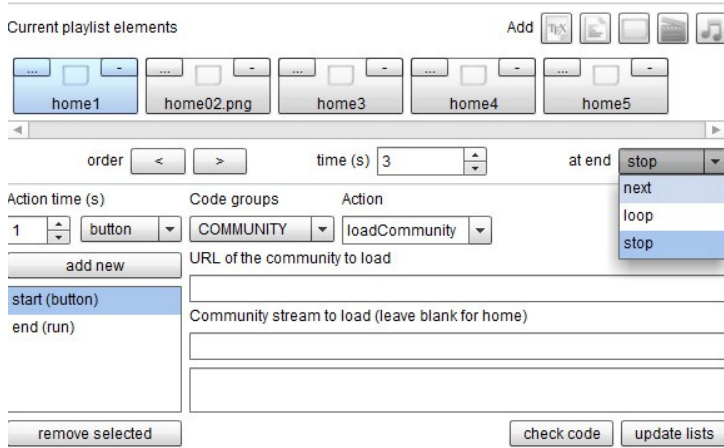 Current playlist elements Add TEX
... - ... - ... - ... - ... -
home1 home02.png home3 home4 home5
order < > time (s) 3 at end stop
next
loop
stop
Action time (s) Code groups Action
1 button COMMUNITY loadCommunity
add new URL of the community to load
start (button)
end (run) Community stream to load (leave blank for home)
remove selected check code update lists